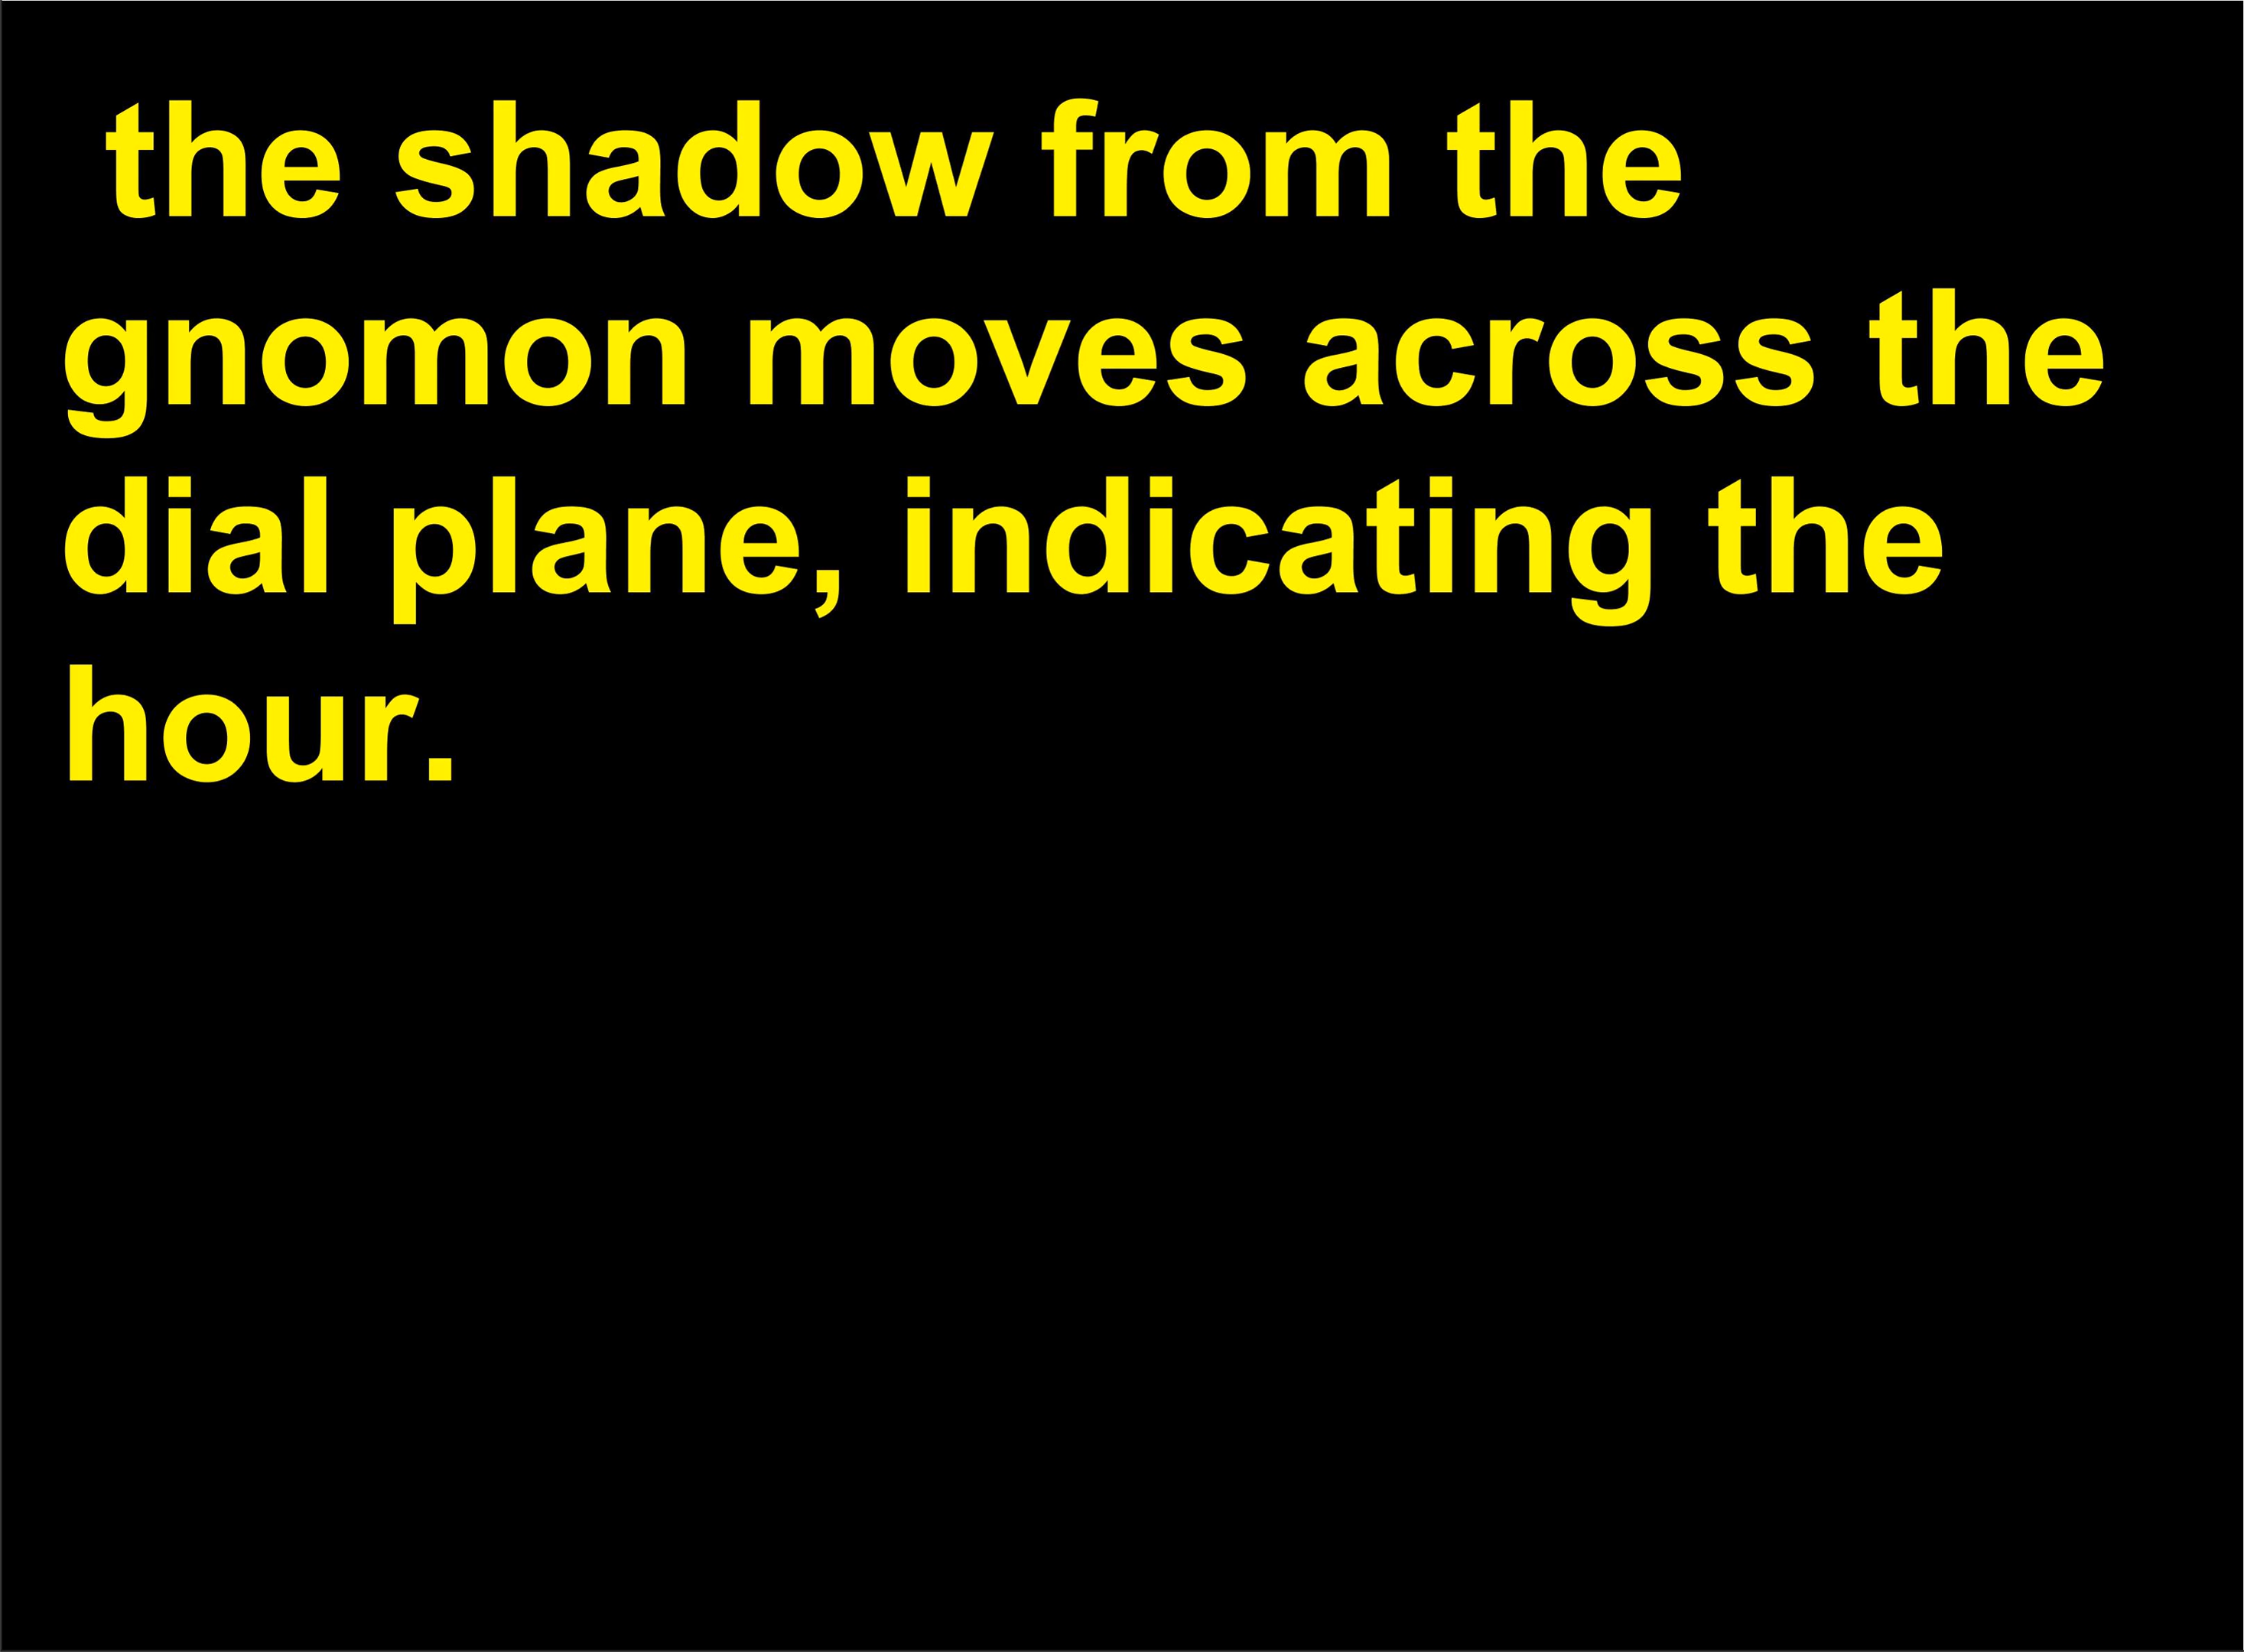 the shadow from the
gnomon moves across the
dial plane, indicating the
hour.